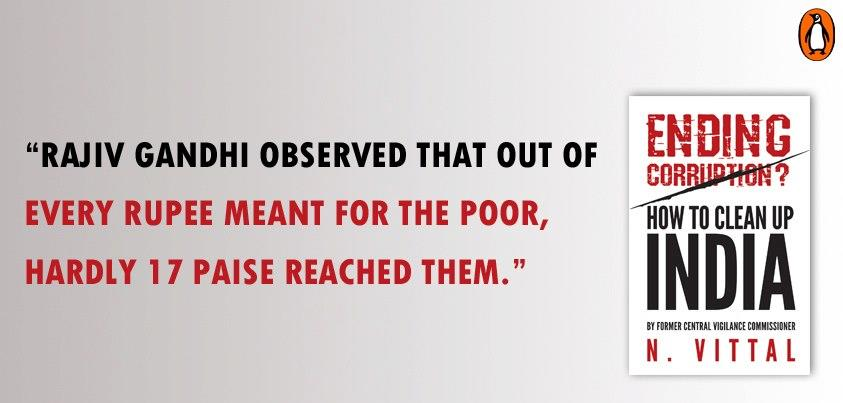 “RAJIV GANDHI OBSERVED THAT OUT OF
EVERY RUPEE MEANT FOR THE POOR,
HARDLY 17 PAISE REACHED THEM.”
ENDING
CORRUPTION?
HOW TO CLEAN UP
INDIA
BY FORMER CENTRAL VIGILANCE COMMISSIONER
N. VITTAL